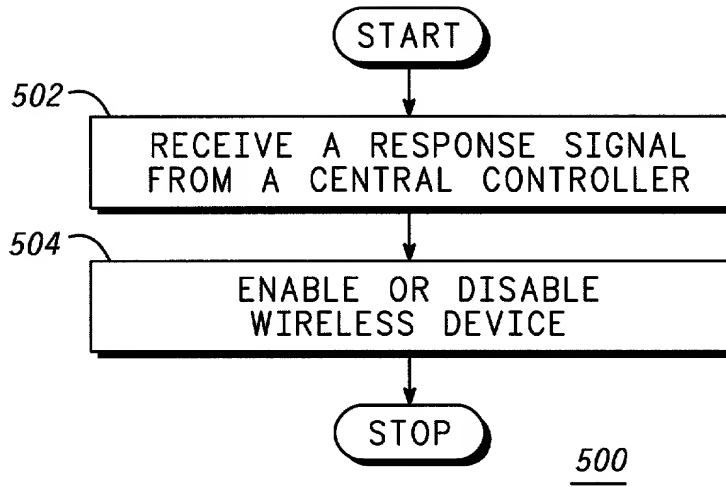 START
502
RECEIVE A RESPONSE SIGNAL
FROM A CENTRAL CONTROLLER
504
ENABLE OR DISABLE
WIRELESS DEVICE
STOP
500